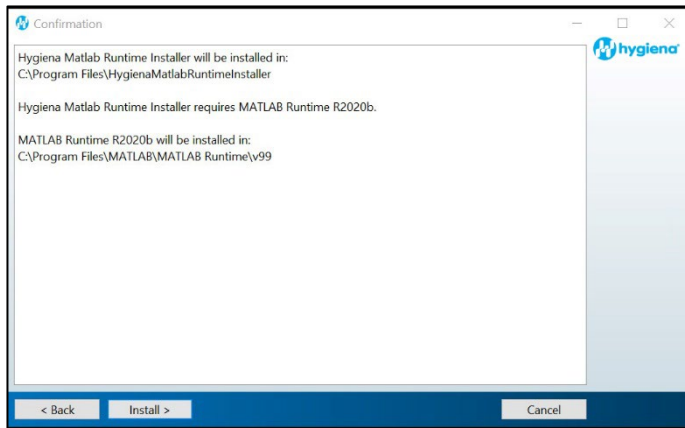 Confirmation
hygiena
Hygiena Matlab Runtime Installer will be installed in:
C:\Program Files\HygienaMatlabRuntimeInstaller
Hygiena Matlab Runtime Installer requires MATLAB Runtime R2020b.
MATLAB Runtime R2020b will be installed in:
C:\Program Files\MATLAB\MATLAB Runtime\v99
< Back Install > Cancel